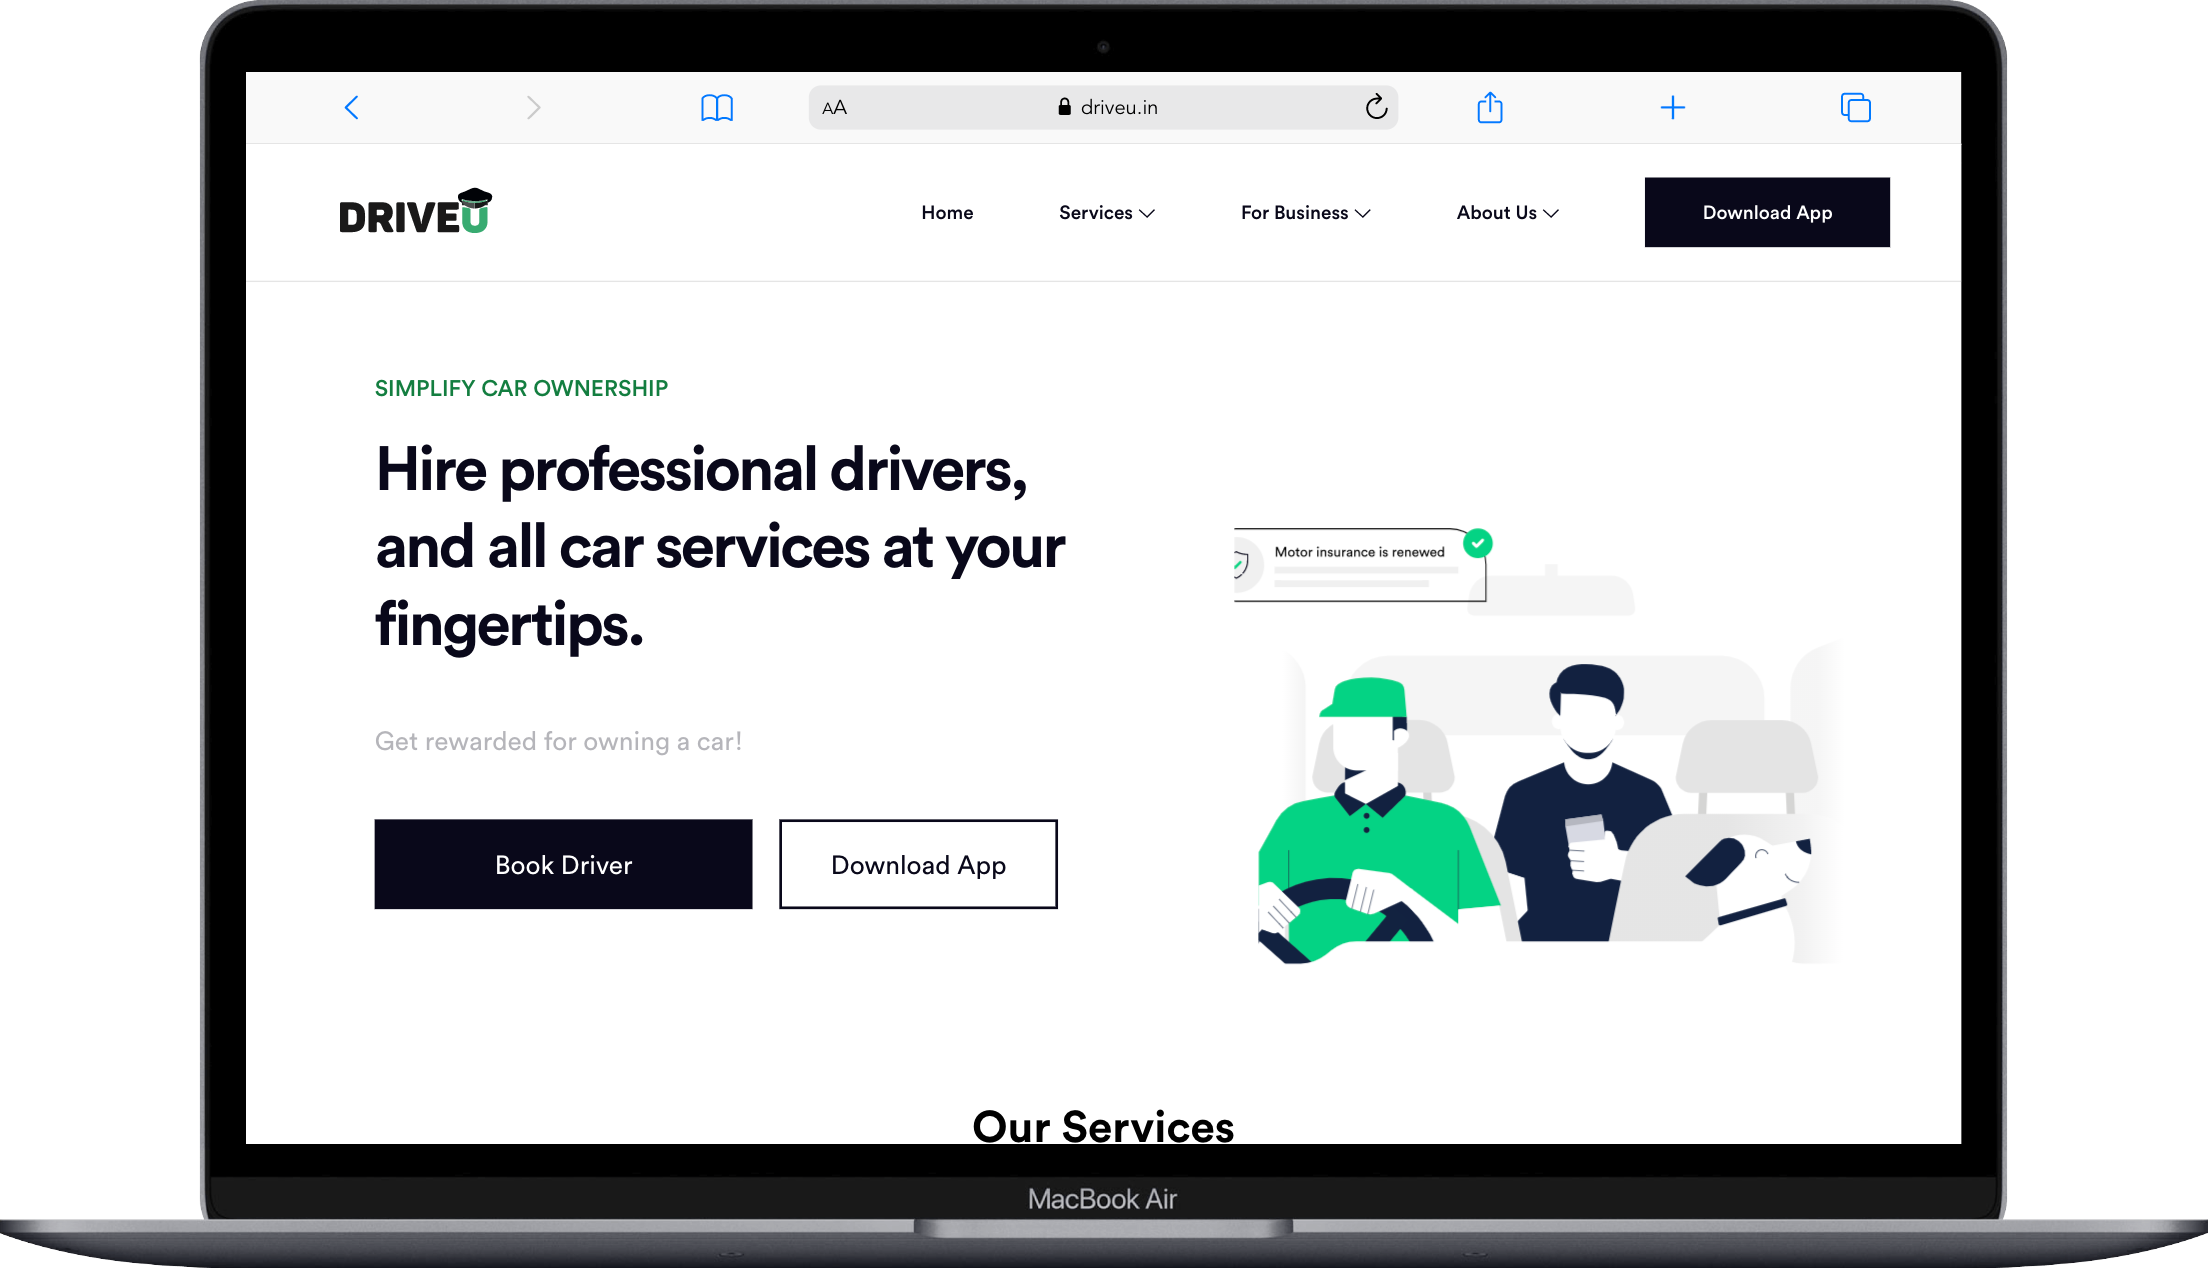 AA
driveu.in
DRIVEU
Home
Services
For Business
About Us
Download App
SIMPLIFY CAR OWNERSHIP
Hire professional drivers,
and all car services at your
fingertips.
Motor insurance is renewed
Get rewarded for owning a car!
Book Driver
Download App
Our Services
MacBook Air